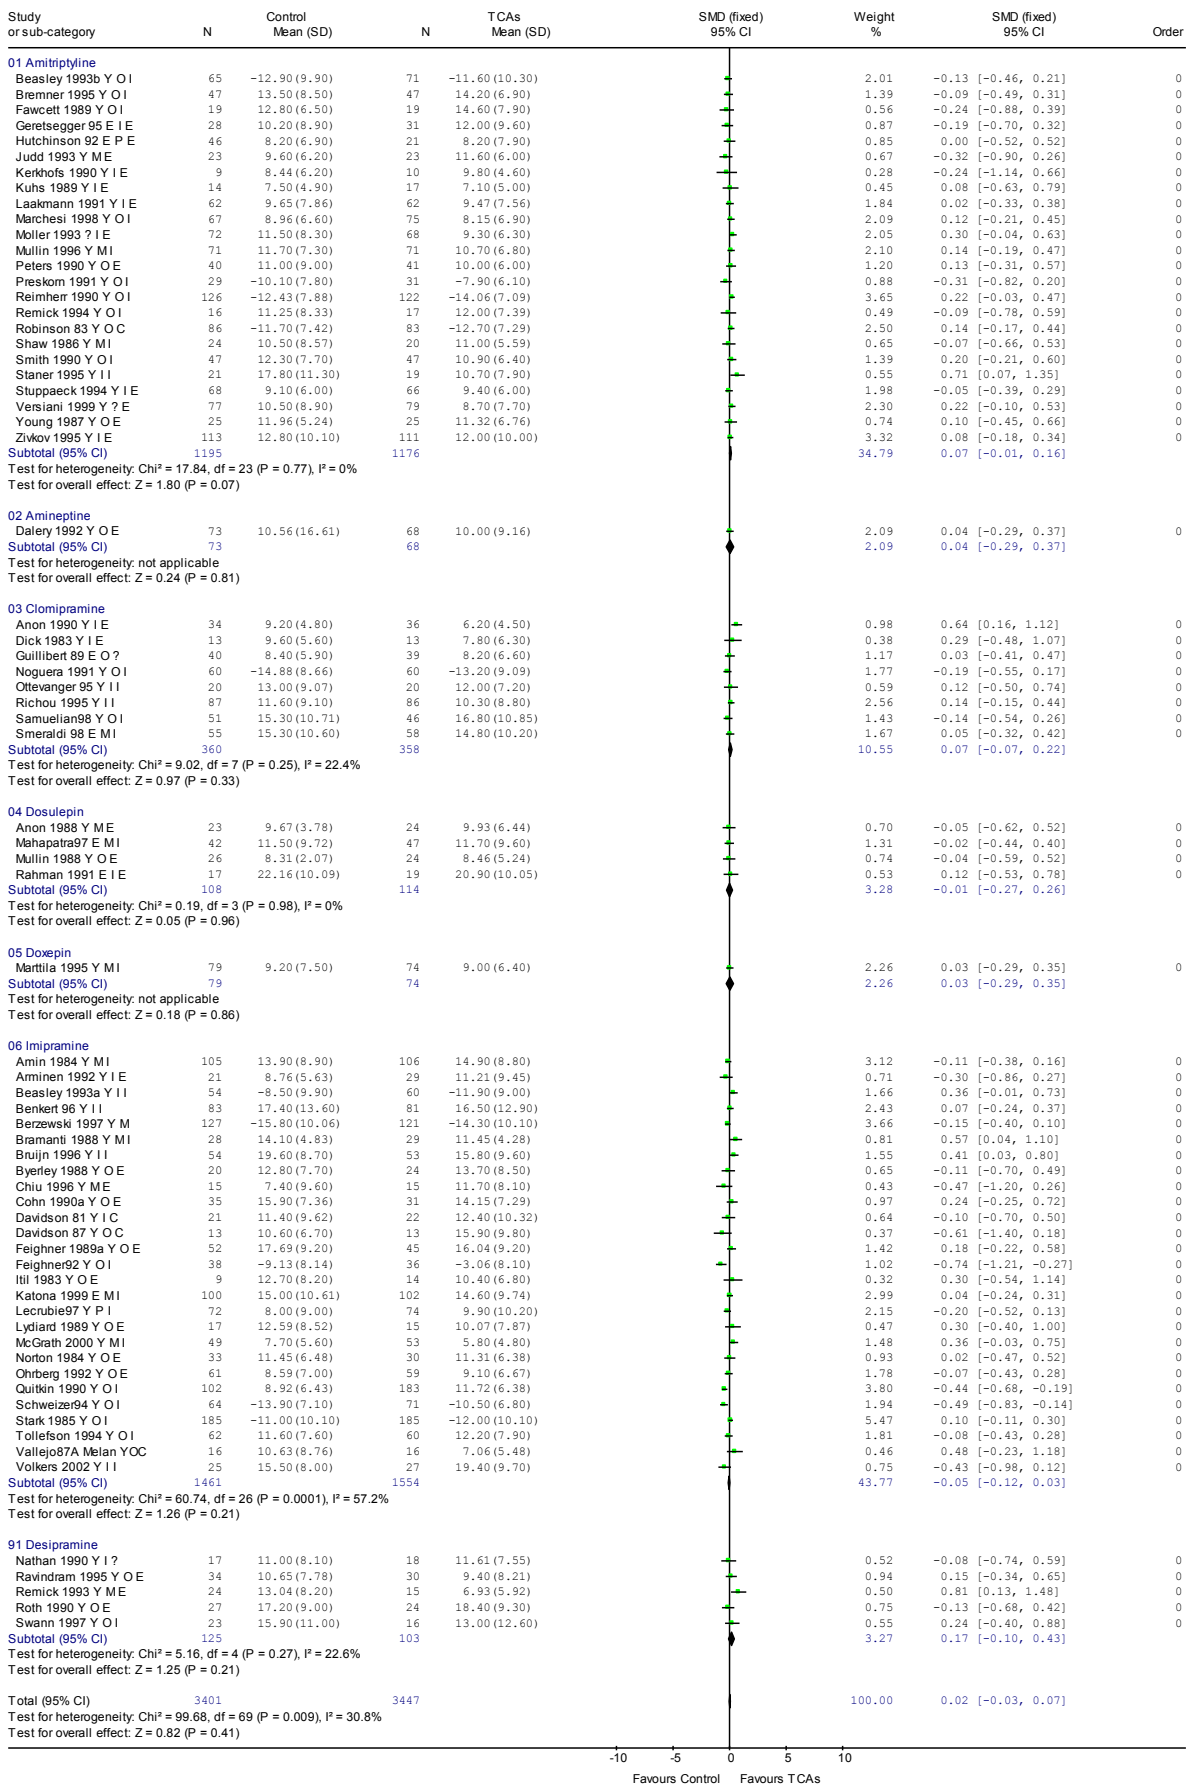 Study Control TCAs SMD (fixed) Weight SMD (fixed)
or sub-category N Mean (SD) N Mean (SD) 95% CI % 95% CI Order
01 Amitriptyline
Beasley 1993b Y O I 65 -12.90(9.90) 71 -11.60(10.30) 2.01 -0.13 [-0.46, 0.21] 0
Bremner 1995 Y O I 47 13.50(8.50) 47 14.20(6.90) 1.39 -0.09 [-0.49, 0.31] 0
Fawcett 1989 Y O I 19 12.80(6.50) 19 14.60(7.90) 0.56 -0.24 [-0.88, 0.39] 0
Geretsegger 95 E I E 28 10.20(8.90) 31 12.00(9.60) 0.87 -0.19 [-0.70, 0.32] 0
Hutchinson 92 E P E 46 8.20(6.90) 21 8.20(7.90) 0.85 0.00 [-0.52, 0.52] 0
Judd 1993 Y M E 23 9.60(6.20) 23 11.60(6.00) 0.67 -0.32 [-0.90, 0.26] 0
Kerkhofs 1990 Y I E 9 8.44(6.20) 10 9.80(4.60) 0.28 -0.24 [-1.14, 0.66] 0
Kuhs 1989 Y I E 14 7.50(4.90) 17 7.10(5.00) 0.45 0.08 [-0.63, 0.79] 0
Laakmann 1991 Y I E 62 9.65(7.86) 62 9.47(7.56) 1.84 0.02 [-0.33, 0.38] 0
Marchesi 1998 Y O I 67 8.96(6.60) 75 8.15(6.90) 2.09 0.12 [-0.21, 0.45] 0
Moller 1993 ? I E 72 11.50(8.30) 68 9.30(6.30) 2.05 0.30 [-0.04, 0.63] 0
Mullin 1996 Y M I 71 11.70(7.30) 71 10.70(6.80) 2.10 0.14 [-0.19, 0.47] 0
Peters 1990 Y O E 40 11.00(9.00) 41 10.00(6.00) 1.20 0.13 [-0.31, 0.57] 0
Preskorn 1991 Y O I 29 -10.10(7.80) 31 -7.90(6.10) 0.88 -0.31 [-0.82, 0.20] 0
Reimherr 1990 Y O I 126 -12.43(7.88) 122 -14.06(7.09) 3.65 0.22 [-0.03, 0.47] 0
Remick 1994 Y O I 16 11.25(8.33) 17 12.00(7.39) 0.49 -0.09 [-0.78, 0.59] 0
Robinson 83 Y O C 86 -11.70(7.42) 83 -12.70(7.29) 2.50 0.14 [-0.17, 0.44] 0
Shaw 1986 Y M I 24 10.50(8.57) 20 11.00(5.59) 0.65 -0.07 [-0.66, 0.53] 0
Smith 1990 Y O I 47 12.30(7.70) 47 10.90(6.40) 1.39 0.20 [-0.21, 0.60] 0
Staner 1995 Y I I 21 17.80(11.30) 19 10.70(7.90) 0.55 0.71 [0.07, 1.35] 0
Stuppaeck 1994 Y I E 68 9.10(6.00) 66 9.40(6.00) 1.98 -0.05 [-0.39, 0.29] 0
Versiani 1999 Y ? E 77 10.50(8.90) 79 8.70(7.70) 2.30 0.22 [-0.10, 0.53] 0
Young 1987 Y O E 25 11.96(5.24) 25 11.32(6.76) 0.74 0.10 [-0.45, 0.66] 0
Zivkov 1995 Y I E 113 12.80(10.10) 111 12.00(10.00) 3.32 0.08 [-0.18, 0.34] 0
Subtotal (95% CI) 1195 1176 34.79 0.07 [-0.01, 0.16]
Test for heterogeneity: Chi² = 17.84, df = 23 (P = 0.77), I² = 0%
Test for overall effect: Z = 1.80 (P = 0.07)
02 Amineptine
Dalery 1992 Y O E 73 10.56(16.61) 68 10.00(9.16) 2.09 0.04 [-0.29, 0.37] 0
Subtotal (95% CI) 73 68 2.09 0.04 [-0.29, 0.37]
Test for heterogeneity: not applicable
Test for overall effect: Z = 0.24 (P = 0.81)
03 Clomipramine
Anon 1990 Y I E 34 9.20(4.80) 36 6.20(4.50) 0.98 0.64 [0.16, 1.12] 0
Dick 1983 Y I E 13 9.60(5.60) 13 7.80(6.30) 0.38 0.29 [-0.48, 1.07] 0
Guillibert 89 E O ? 40 8.40(5.90) 39 8.20(6.60) 1.17 0.03 [-0.41, 0.47] 0
Noguera 1991 Y O I 60 -14.88(8.66) 60 -13.20(9.09) 1.77 -0.19 [-0.55, 0.17] 0
Ottevanger 95 Y I I 20 13.00(9.07) 20 12.00(7.20) 0.59 0.12 [-0.50, 0.74] 0
Richou 1995 Y I I 87 11.60(9.10) 86 10.30(8.80) 2.56 0.14 [-0.15, 0.44] 0
Samuelian98 Y O I 51 15.30(10.71) 46 16.80(10.85) 1.43 -0.14 [-0.54, 0.26] 0
Smeraldi 98 E M I 55 15.30(10.60) 58 14.80(10.20) 1.67 0.05 [-0.32, 0.42] 0
Subtotal (95% CI) 360 358 10.55 0.07 [-0.07, 0.22]
Test for heterogeneity: Chi² = 9.02, df = 7 (P = 0.25), I² = 22.4%
Test for overall effect: Z = 0.97 (P = 0.33)
04 Dosulepin
Anon 1988 Y M E 23 9.67(3.78) 24 9.93(6.44) 0.70 -0.05 [-0.62, 0.52] 0
Mahapatra97 E M I 42 11.50(9.72) 47 11.70(9.60) 1.31 -0.02 [-0.44, 0.40] 0
Mullin 1988 Y O E 26 8.31(2.07) 24 8.46(5.24) 0.74 -0.04 [-0.59, 0.52] 0
Rahman 1991 E I E 17 22.16(10.09) 19 20.90(10.05) 0.53 0.12 [-0.53, 0.78] 0
Subtotal (95% CI) 108 114 3.28 -0.01 [-0.27, 0.26]
Test for heterogeneity: Chi² = 0.19, df = 3 (P = 0.98), I² = 0%
Test for overall effect: Z = 0.05 (P = 0.96)
05 Doxepin
Marttila 1995 Y M I 79 9.20(7.50) 74 9.00(6.40) 2.26 0.03 [-0.29, 0.35] 0
Subtotal (95% CI) 79 74 2.26 0.03 [-0.29, 0.35]
Test for heterogeneity: not applicable
Test for overall effect: Z = 0.18 (P = 0.86)
06 Imipramine
Amin 1984 Y M I 105 13.90(8.90) 106 14.90(8.80) 3.12 -0.11 [-0.38, 0.16] 0
Arminen 1992 Y I E 21 8.76(5.63) 29 11.21(9.45) 0.71 -0.30 [-0.86, 0.27] 0
Beasley 1993a Y I I 54 -8.50(9.90) 60 -11.90(9.00) 1.66 0.36 [-0.01, 0.73] 0
Benkert 96 Y I I 83 17.40(13.60) 81 16.50(12.90) 2.43 0.07 [-0.24, 0.37] 0
Berzewski 1997 Y M 127 -15.80(10.06) 121 -14.30(10.10) 3.66 -0.15 [-0.40, 0.10] 0
Bramanti 1988 Y M I 28 14.10(4.83) 29 11.45(4.28) 0.81 0.57 [0.04, 1.10] 0
Bruijn 1996 Y I I 54 19.60(8.70) 53 15.80(9.60) 1.55 0.41 [0.03, 0.80] 0
Byerley 1988 Y O E 20 12.80(7.70) 24 13.70(8.50) 0.65 -0.11 [-0.70, 0.49] 0
Chiu 1996 Y M E 15 7.40(9.60) 15 11.70(8.10) 0.43 -0.47 [-1.20, 0.26] 0
Cohn 1990a Y O E 35 15.90(7.36) 31 14.15(7.29) 0.97 0.24 [-0.25, 0.72] 0
Davidson 81 Y I C 21 11.40(9.62) 22 12.40(10.32) 0.64 -0.10 [-0.70, 0.50] 0
Davidson 87 Y O C 13 10.60(6.70) 13 15.90(9.80) 0.37 -0.61 [-1.40, 0.18] 0
Feighner 1989a Y O E 52 17.69(9.20) 45 16.04(9.20) 1.42 0.18 [-0.22, 0.58] 0
Feighner92 Y O I 38 -9.13(8.14) 36 -3.06(8.10) 1.02 -0.74 [-1.21, -0.27] 0
Itil 1983 Y O E 9 12.70(8.20) 14 10.40(6.80) 0.32 0.30 [-0.54, 1.14] 0
Katona 1999 E M I 100 15.00(10.61) 102 14.60(9.74) 2.99 0.04 [-0.24, 0.31] 0
Lecrubie97 Y P I 72 8.00(9.00) 74 9.90(10.20) 2.15 -0.20 [-0.52, 0.13] 0
Lydiard 1989 Y O E 17 12.59(8.52) 15 10.07(7.87) 0.47 0.30 [-0.40, 1.00] 0
McGrath 2000 Y M I 49 7.70(5.60) 53 5.80(4.80) 1.48 0.36 [-0.03, 0.75] 0
Norton 1984 Y O E 33 11.45(6.48) 30 11.31(6.38) 0.93 0.02 [-0.47, 0.52] 0
Ohrberg 1992 Y O E 61 8.59(7.00) 59 9.10(6.67) 1.78 -0.07 [-0.43, 0.28] 0
Quitkin 1990 Y O I 102 8.92(6.43) 183 11.72(6.38) 3.80 -0.44 [-0.68, -0.19] 0
Schweizer94 Y O I 64 -13.90(7.10) 71 -10.50(6.80) 1.94 -0.49 [-0.83, -0.14] 0
Stark 1985 Y O I 185 -11.00(10.10) 185 -12.00(10.10) 5.47 0.10 [-0.11, 0.30] 0
Tollefson 1994 Y O I 62 11.60(7.60) 60 12.20(7.90) 1.81 -0.08 [-0.43, 0.28] 0
Vallejo87A Melan YOC 16 10.63(8.76) 16 7.06(5.48) 0.46 0.48 [-0.23, 1.18] 0
Volkers 2002 Y I I 25 15.50(8.00) 27 19.40(9.70) 0.75 -0.43 [-0.98, 0.12] 0
Subtotal (95% CI) 1461 1554 43.77 -0.05 [-0.12, 0.03]
Test for heterogeneity: Chi² = 60.74, df = 26 (P = 0.0001), I² = 57.2%
Test for overall effect: Z = 1.26 (P = 0.21)
91 Desipramine
Nathan 1990 Y I ? 17 11.00(8.10) 18 11.61(7.55) 0.52 -0.08 [-0.74, 0.59] 0
Ravindram 1995 Y O E 34 10.65(7.78) 30 9.40(8.21) 0.94 0.15 [-0.34, 0.65] 0
Remick 1993 Y M E 24 13.04(8.20) 15 6.93(5.92) 0.50 0.81 [0.13, 1.48] 0
Roth 1990 Y O E 27 17.20(9.00) 24 18.40(9.30) 0.75 -0.13 [-0.68, 0.42] 0
Swann 1997 Y O I 23 15.90(11.00) 16 13.00(12.60) 0.55 0.24 [-0.40, 0.88] 0
Subtotal (95% CI) 125 103 3.27 0.17 [-0.10, 0.43]
Test for heterogeneity: Chi² = 5.16, df = 4 (P = 0.27), I² = 22.6%
Test for overall effect: Z = 1.25 (P = 0.21)
Total (95% CI) 3401 3447 100.00 0.02 [-0.03, 0.07]
Test for heterogeneity: Chi² = 99.68, df = 69 (P = 0.009), I² = 30.8%
Test for overall effect: Z = 0.82 (P = 0.41)
-10 -5 0 5 10
Favours Control Favours TCAs